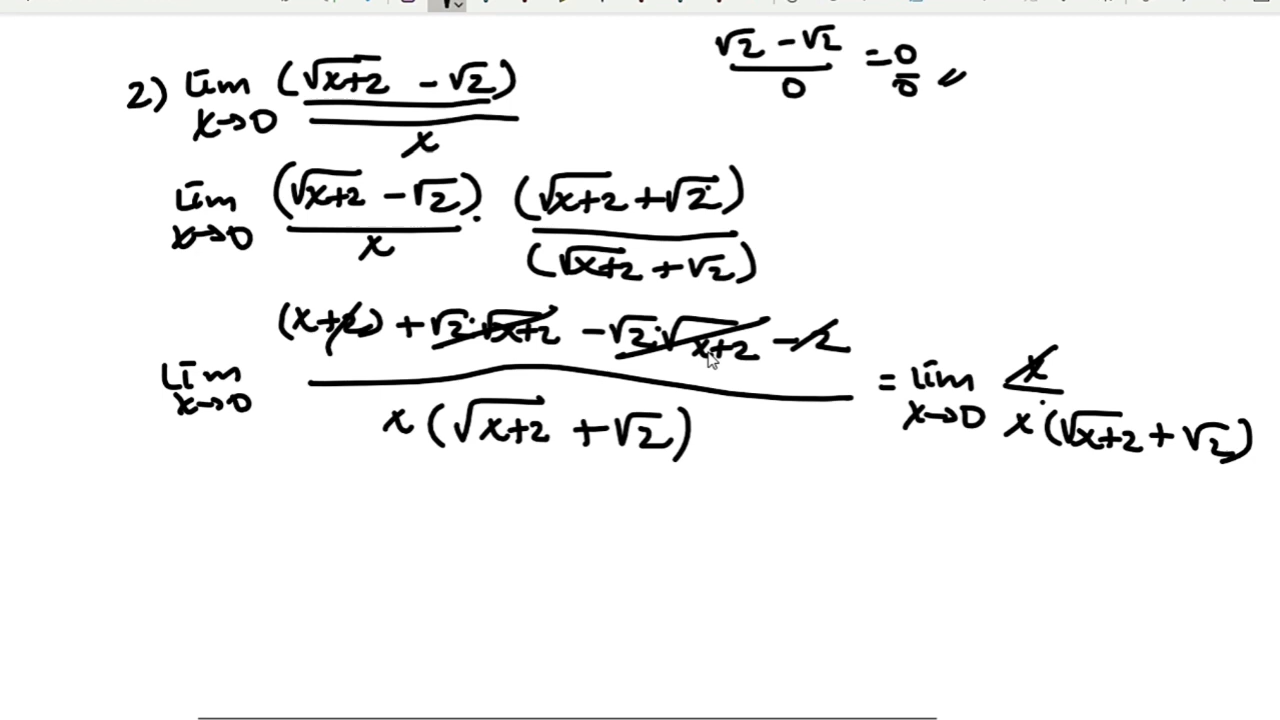 2) lim x→0 (√x+2 - √2) / x
√2 - √2 / 0 = 0/0 //
lim x→0 (√x+2 - √2) / x · (√x+2 + √2) / (√x+2 + √2)
lim x→0 (x+2) + √2·√x+2 - √2·√x+2 - 2 / x(√x+2 + √2) = lim x→0 x / x·(√x+2 + √2)